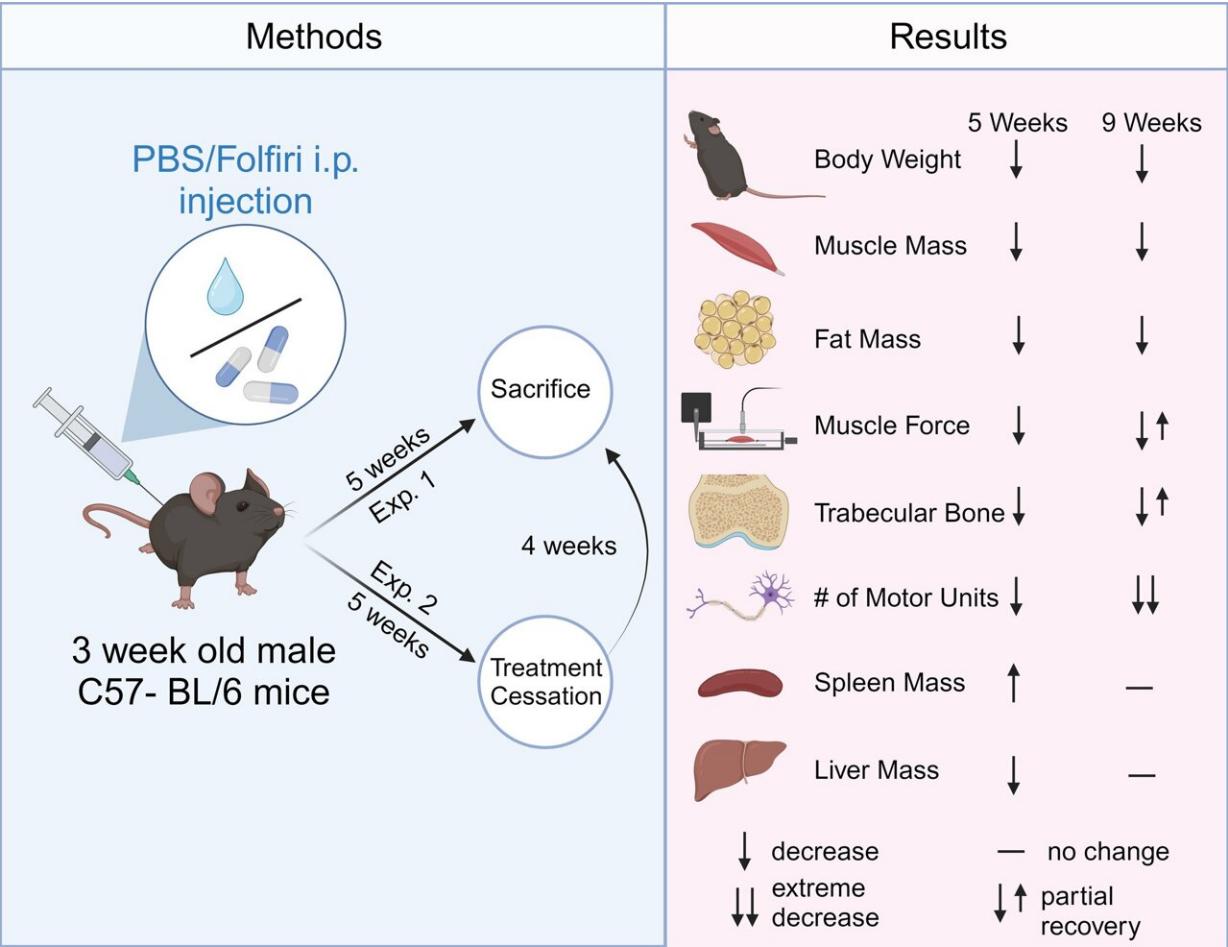 Methods
Results
PBS/Folfiri i.p.
injection
3 week old male
C57- BL/6 mice
5 weeks
Exp. 1
Exp. 2
5 weeks
Sacrifice
4 weeks
Treatment
Cessation
5 Weeks 9 Weeks
Body Weight ↓ ↓
Muscle Mass ↓ ↓
Fat Mass ↓ ↓
Muscle Force ↓ ↓↑
Trabecular Bone ↓ ↓↑
# of Motor Units ↓ ↓↓
Spleen Mass ↑ —
Liver Mass ↓ —
↓ decrease
↓↓ extreme
decrease
— no change
↓↑ partial
recovery